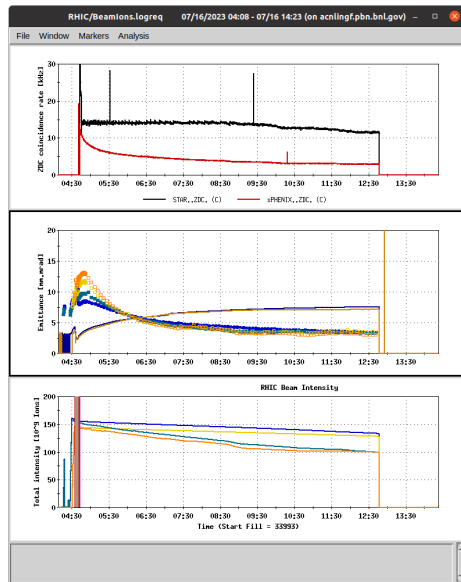 RHIC/BeamIons.logreq 07/16/2023 04:08 - 07/16 14:23 (on acnlingf.pbn.bnl.gov)
File Window Markers Analysis
ZDC coincidence rate [kHz]
30
20
10
0
04:30 05:30 06:30 07:30 08:30 09:30 10:30 11:30 12:30 13:30
STAR,,ZDC, (C) sPHENIX,,ZDC, (C)
Emittance [mm.mrad]
20
15
10
5
0
04:30 05:30 06:30 07:30 08:30 09:30 10:30 11:30 12:30 13:30
RHIC Beam Intensity
Total intensity [10^9 Ions]
200
150
100
50
0
04:30 05:30 06:30 07:30 08:30 09:30 10:30 11:30 12:30 13:30
Time (Start Fill = 33993)